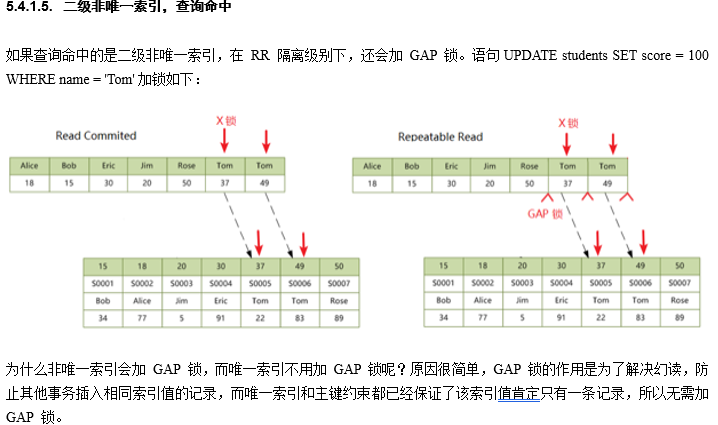 5.4.1.5. 二级非唯一索引，查询命中
如果查询命中的是二级非唯一索引，在 RR 隔离级别下，还会加 GAP 锁。语句 UPDATE students SET score = 100
WHERE name = 'Tom' 加锁如下：
X 锁
Read Commited
Alice Bob Eric Jim Rose Tom Tom
18 15 30 20 50 37 49
15 18 20 30 37 49 50
S0001 S0002 S0003 S0004 S0005 S0006 S0007
Bob Alice Jim Eric Tom Tom Rose
34 77 5 91 22 83 89
X 锁
Repeatable Read
Alice Bob Eric Jim Rose Tom Tom
18 15 30 20 50 37 49
GAP 锁
15 18 20 30 37 49 50
S0001 S0002 S0003 S0004 S0005 S0006 S0007
Bob Alice Jim Eric Tom Tom Rose
34 77 5 91 22 83 89
为什么非唯一索引会加 GAP 锁，而唯一索引不用加 GAP 锁呢？原因很简单，GAP 锁的作用是为了解决幻读，防
止其他事务插入相同索引值的记录，而唯一索引和主键约束都已经保证了该索引值肯定只有一条记录，所以无需加
GAP 锁。